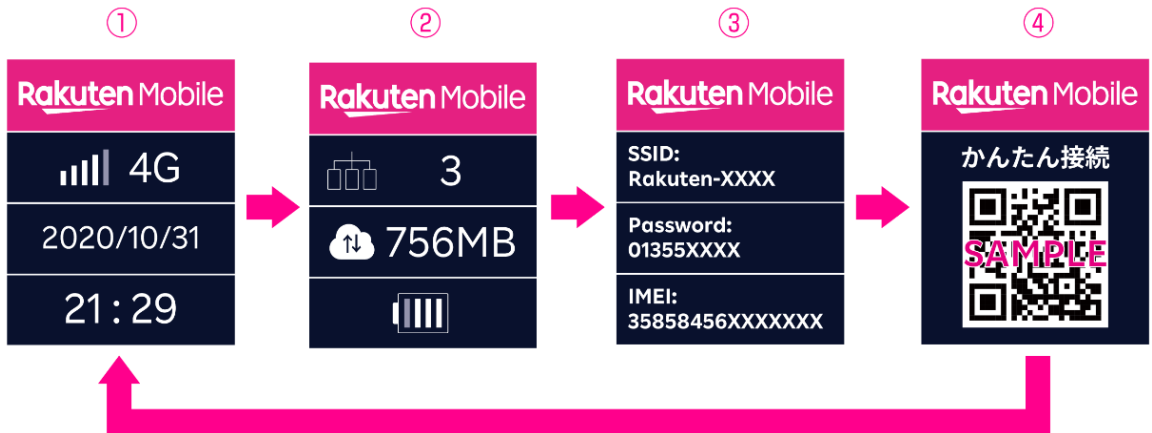 ① ② ③ ④
Rakuten Mobile
4G
2020/10/31
21:29
Rakuten Mobile
3
756MB
Rakuten Mobile
SSID:
Rakuten-XXXX
Password:
01355XXXX
IMEI:
35858456XXXXXXX
Rakuten Mobile
かんたん接続
SAMPLE